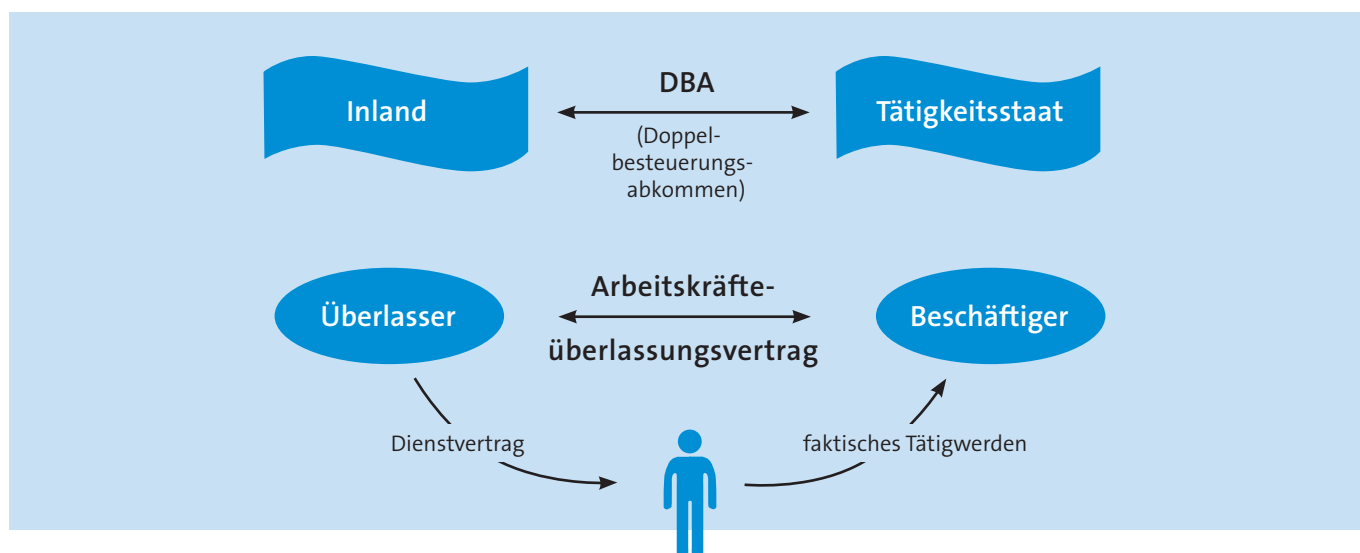 Inland
DBA
(Doppel-
besteuerungs-
abkommen)
Tätigkeitsstaat
Überlasser
Arbeitskräfte-
überlassungsvertrag
Beschäftiger
Dienstvertrag
faktisches Tätigwerden